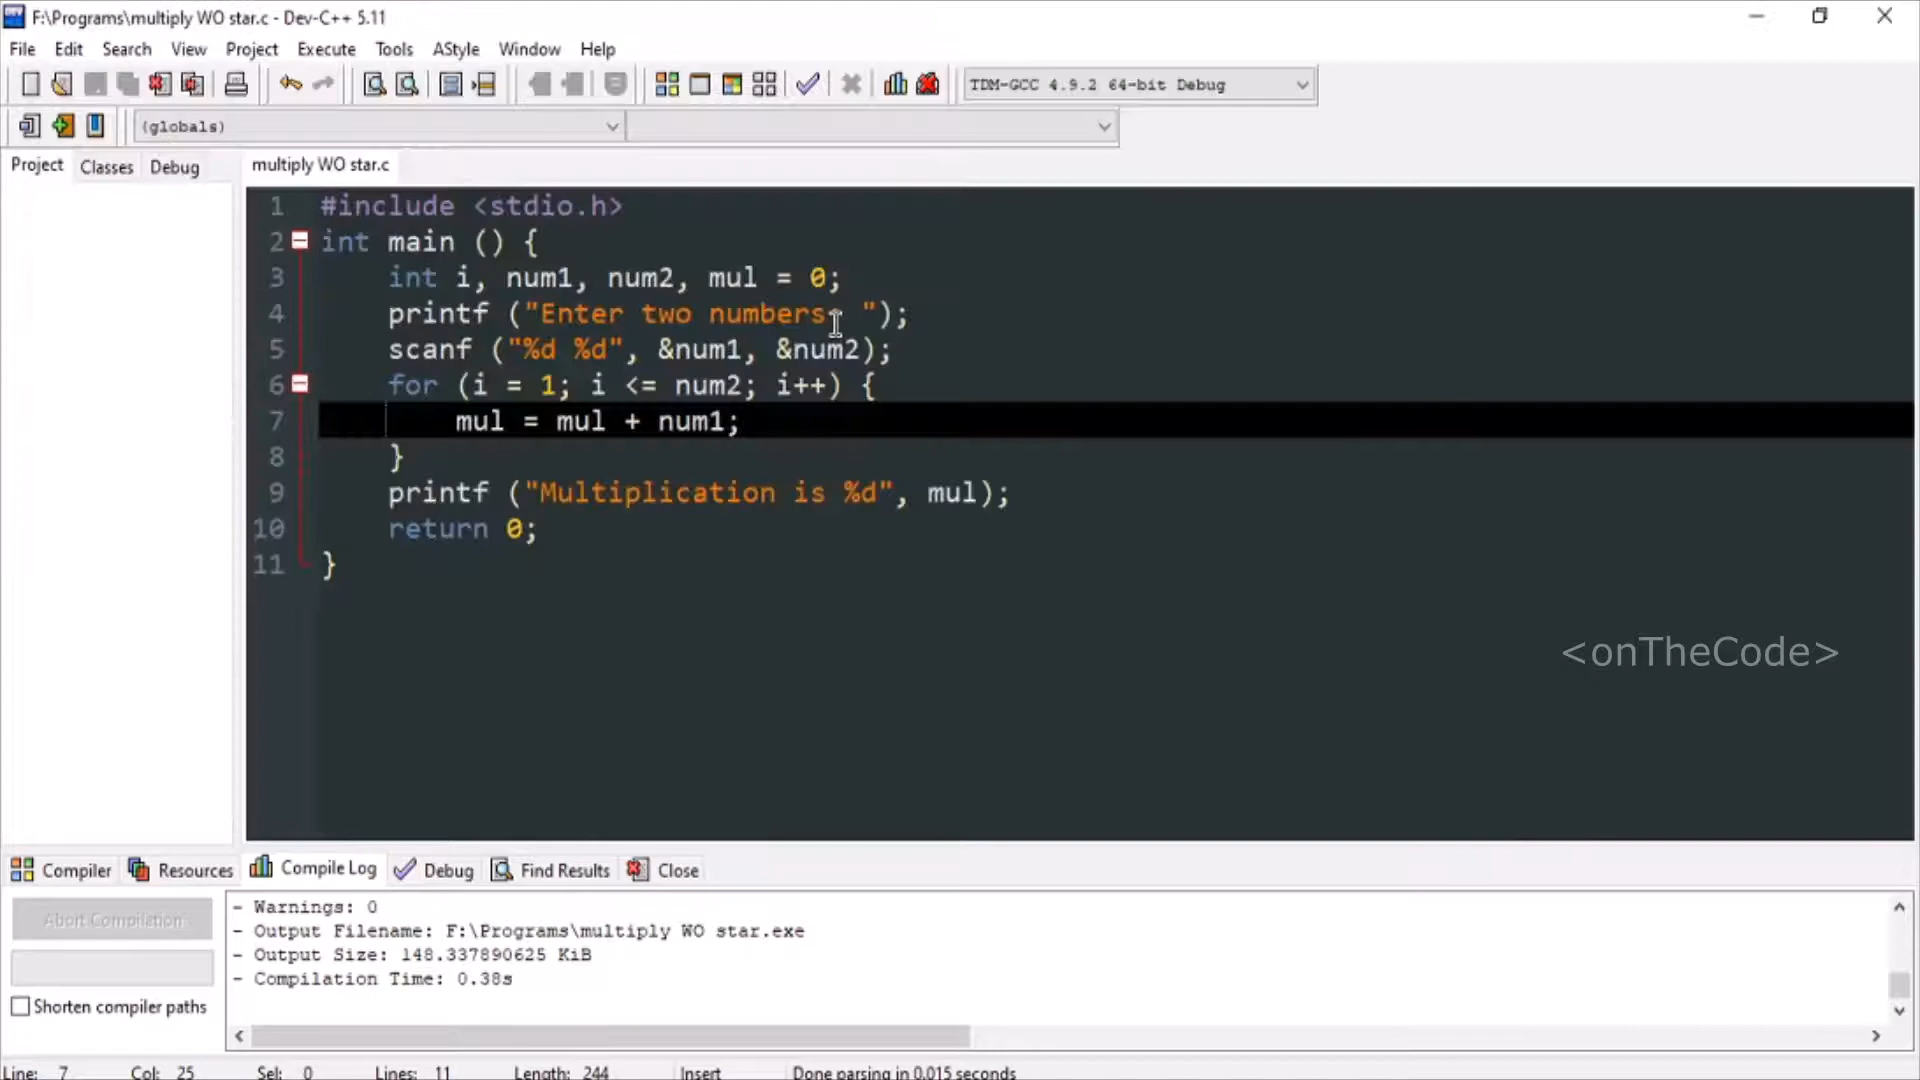 F:\Programs\multiply WO star.c - Dev-C++ 5.11
File Edit Search View Project Execute Tools AStyle Window Help
TDM-GCC 4.9.2 64-bit Debug
(globals)
Project Classes Debug
multiply WO star.c
1 #include <stdio.h>
2 int main () {
3 int i, num1, num2, mul = 0;
4 printf ("Enter two numbers: ");
5 scanf ("%d %d", &num1, &num2);
6 for (i = 1; i <= num2; i++) {
7 mul = mul + num1;
8 }
9 printf ("Multiplication is %d", mul);
10 return 0;
11 }
<onTheCode>
Compiler Resources Compile Log Debug Find Results Close
Abort Compilation
Shorten compiler paths
- Warnings: 0
- Output Filename: F:\Programs\multiply WO star.exe
- Output Size: 148.337890625 KiB
- Compilation Time: 0.38s
Line: 7 Col: 25 Sel: 0 Lines: 11 Length: 244 Insert Done parsing in 0.015 seconds